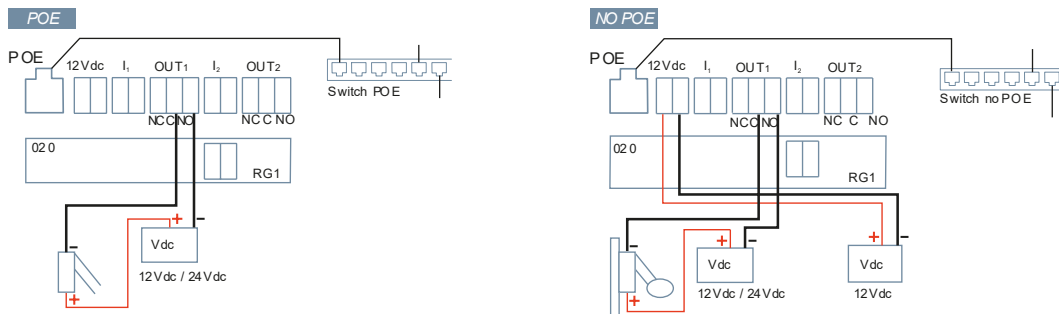 POE
POE
12Vdc I₁ OUT1 I₂ OUT2
Switch POE
NC C NO NC C NO
020
RG1
+ -
Vdc
-
12Vdc / 24Vdc
+
NO POE
POE
12Vdc I₁ OUT1 I₂ OUT2
Switch no POE
NC C NO NC C NO
020
RG1
+ - + -
- Vdc Vdc
+ 12Vdc / 24Vdc 12Vdc